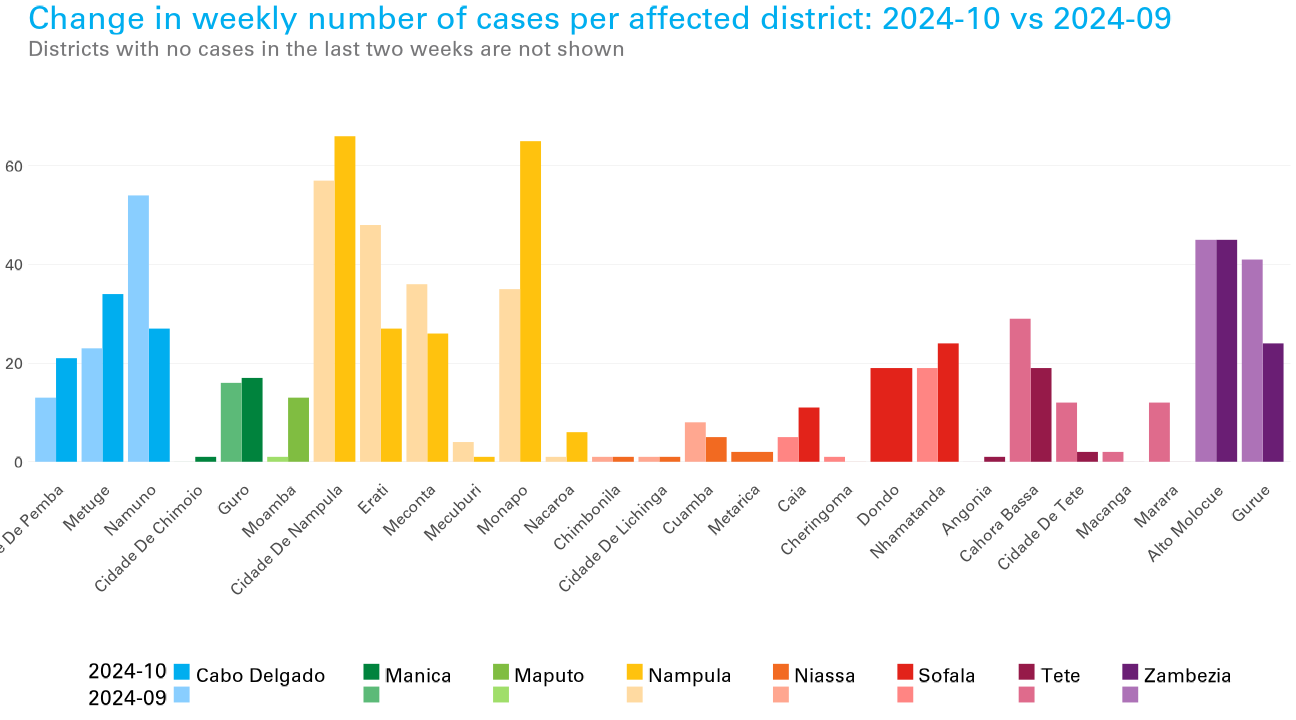 Change in weekly number of cases per affected district: 2024-10 vs 2024-09
Districts with no cases in the last two weeks are not shown
60
40
20
0
e De Pemba
Metuge
Namuno
Cidade De Chimoio
Guro
Moamba
Cidade De Nampula
Erati
Meconta
Mecuburi
Monapo
Nacaroa
Chimbonila
Cidade De Lichinga
Cuamba
Metarica
Caia
Cheringoma
Dondo
Nhamatanda
Angonia
Cahora Bassa
Cidade De Tete
Macanga
Marara
Alto Molocue
Gurue
2024-10
2024-09
Cabo Delgado
Manica
Maputo
Nampula
Niassa
Sofala
Tete
Zambezia